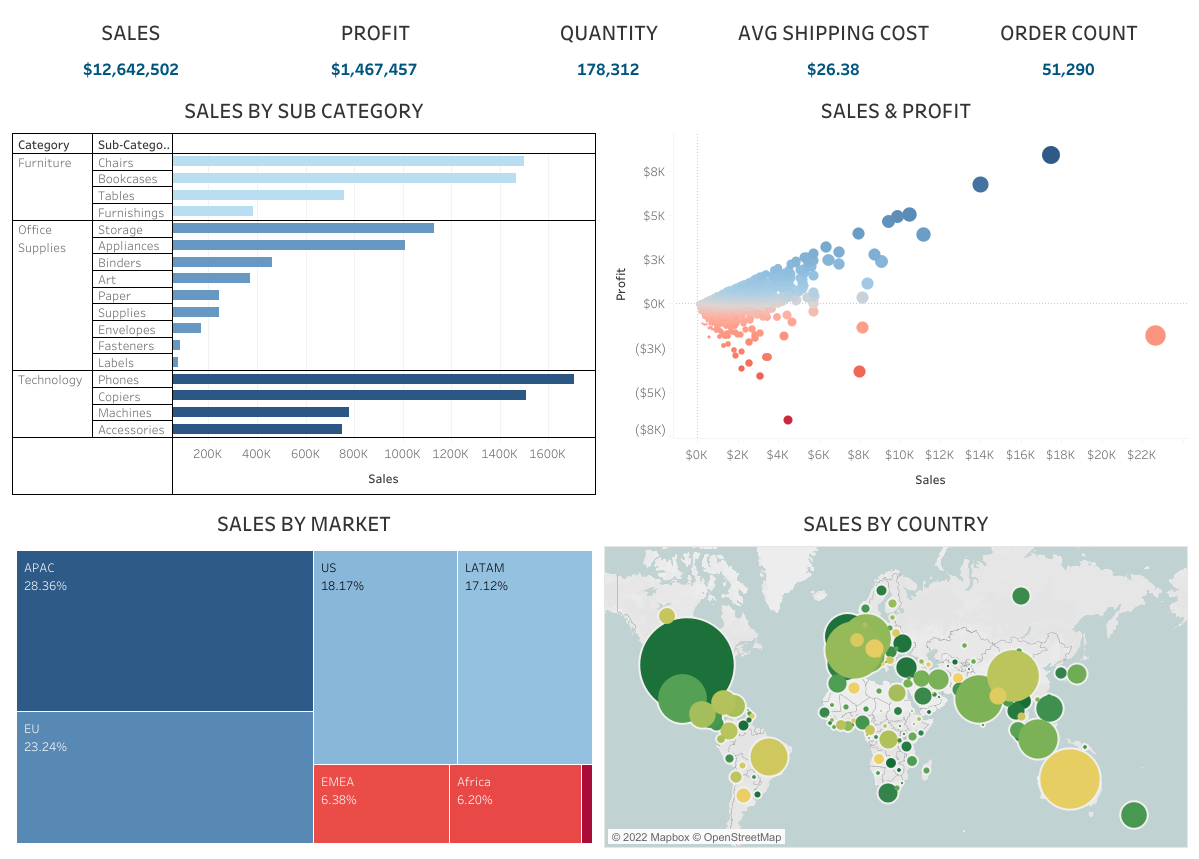 SALES
PROFIT
QUANTITY
AVG SHIPPING COST
ORDER COUNT
$12,642,502
$1,467,457
178,312
$26.38
51,290
SALES BY SUB CATEGORY
Category
Sub-Catego..
Furniture
Chairs
Bookcases
Tables
Furnishings
Office
Supplies
Storage
Appliances
Binders
Art
Paper
Supplies
Envelopes
Fasteners
Labels
Technology
Phones
Copiers
Machines
Accessories
200K
400K
600K
800K
1000K
1200K
1400K
1600K
Sales
SALES & PROFIT
Profit
$8K
$5K
$3K
$0K
($3K)
($5K)
($8K)
$0K
$2K
$4K
$6K
$8K
$10K
$12K
$14K
$16K
$18K
$20K
$22K
Sales
SALES BY MARKET
APAC
28.36%
EU
23.24%
US
18.17%
LATAM
17.12%
EMEA
6.38%
Africa
6.20%
SALES BY COUNTRY
© 2022 Mapbox © OpenStreetMap